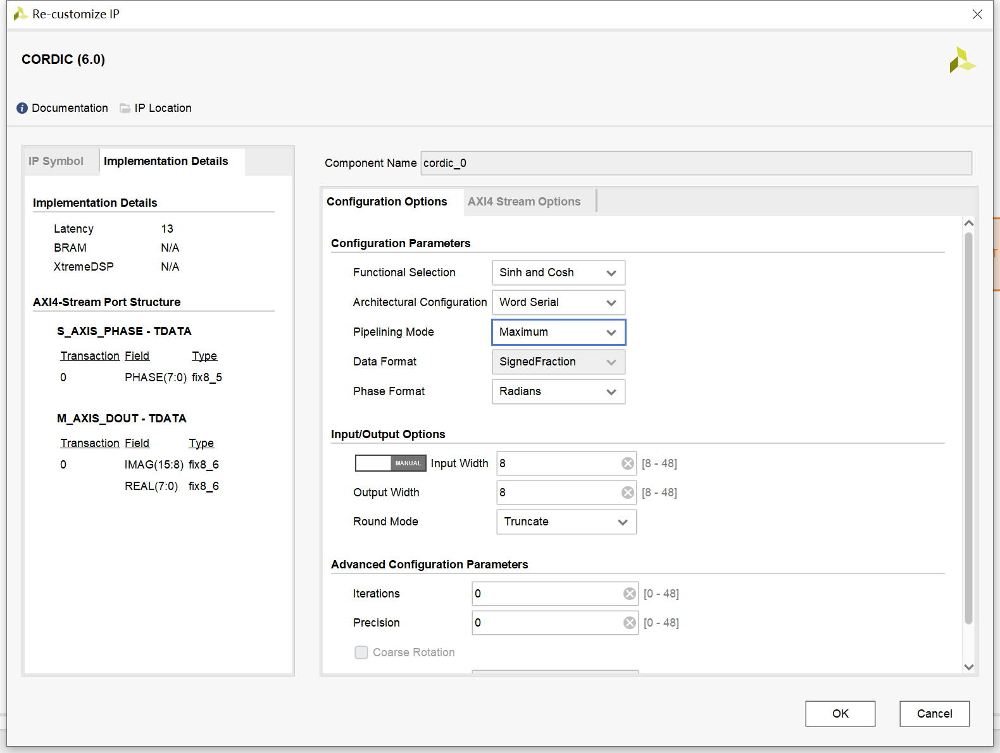 Re-customize IP
CORDIC (6.0)
Documentation IP Location
IP Symbol Implementation Details
Implementation Details
Latency 13
BRAM N/A
XtremeDSP N/A
AXI4-Stream Port Structure
S_AXIS_PHASE - TDATA
Transaction Field Type
0 PHASE(7:0) fix8_5
M_AXIS_DOUT - TDATA
Transaction Field Type
0 IMAG(15:8) fix8_6
REAL(7:0) fix8_6
Component Name cordic_0
Configuration Options AXI4 Stream Options
Configuration Parameters
Functional Selection Sinh and Cosh
Architectural Configuration Word Serial
Pipelining Mode Maximum
Data Format SignedFraction
Phase Format Radians
Input/Output Options
MANUAL Input Width 8 [8 - 48]
Output Width 8 [8 - 48]
Round Mode Truncate
Advanced Configuration Parameters
Iterations 0 [0 - 48]
Precision 0 [0 - 48]
Coarse Rotation
OK Cancel
T